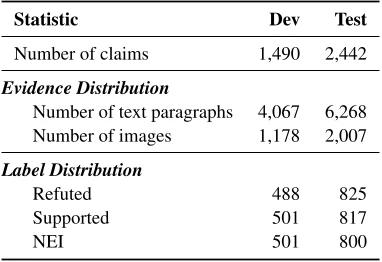 Statistic Dev Test
Number of claims 1,490 2,442
Evidence Distribution
Number of text paragraphs 4,067 6,268
Number of images 1,178 2,007
Label Distribution
Refuted 488 825
Supported 501 817
NEI 501 800